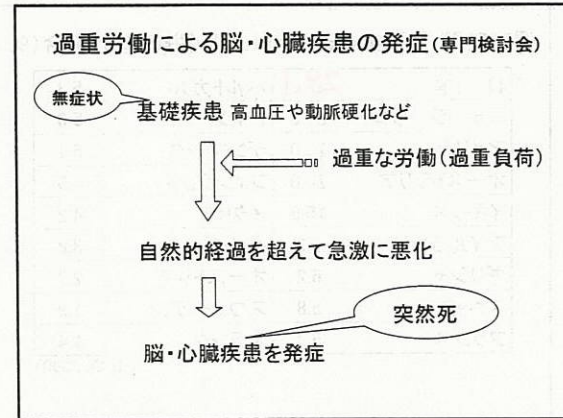 過重労働による脳・心臓疾患の発症(専門検討会)
無症状
基礎疾患 高血圧や動脈硬化など
過重な労働(過重負荷)
自然的経過を超えて急激に悪化
突然死
脳・心臓疾患を発症